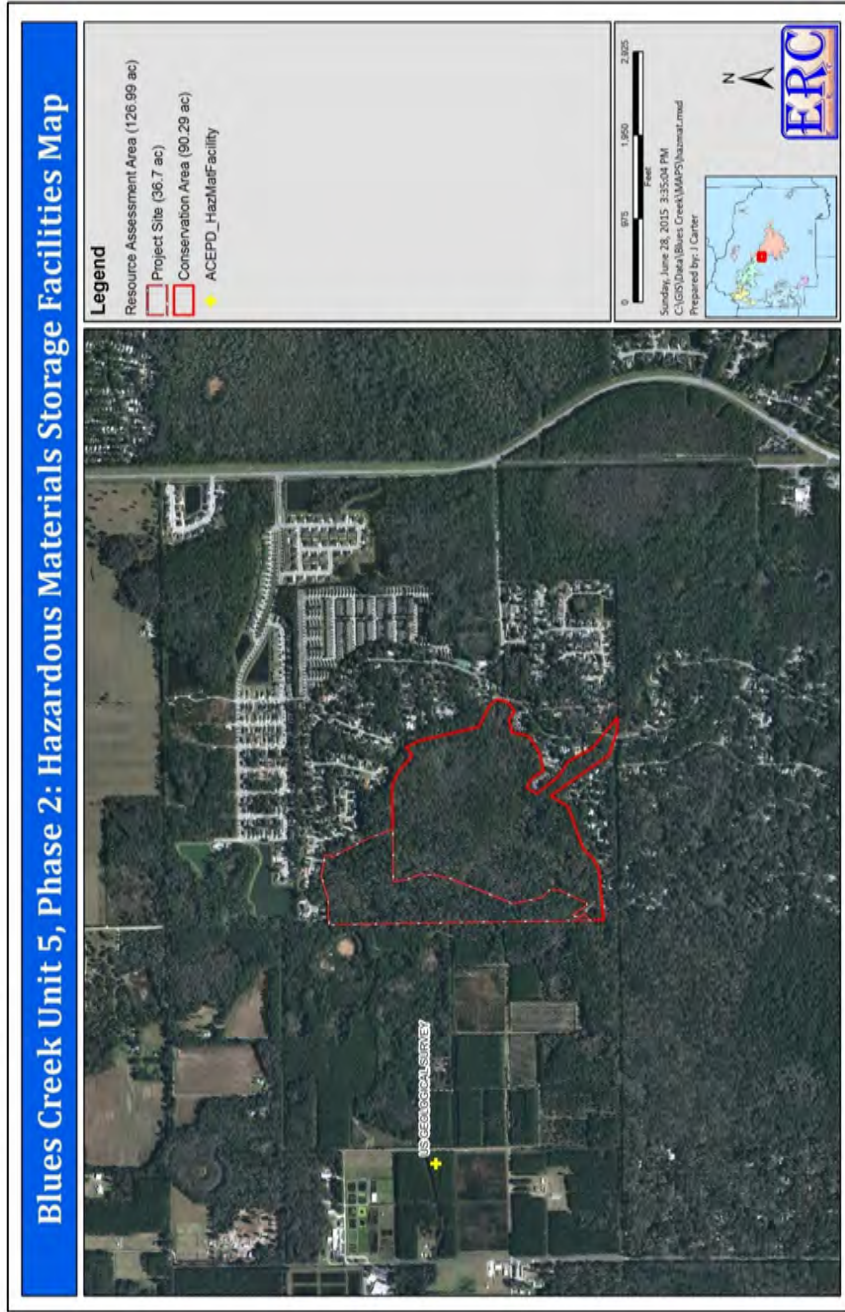 Blues Creek Unit 5, Phase 2: Hazardous Materials Storage Facilities Map
US GEOLOGICAL SURVEY
Legend
Resource Assessment Area (126.99 ac)
Project Site (36.7 ac)
Conservation Area (90.29 ac)
ACEPD_HazMatFacility
0 975 1,950 2,925
Feet
Sunday, June 28, 2015 3:35:04 PM
C:\GIS\Data\Blues Creek\MAPS\hazmat.mxd
Prepared by: J Carter
N
ERC